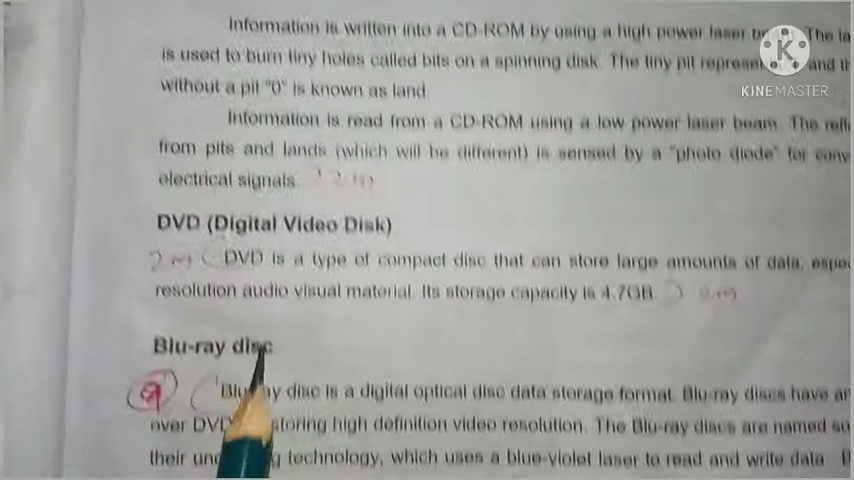 Information is written into a CD-ROM by using a high power laser The
is used to burn tiny holes called bits on a spinning disk. The tiny pit and
without a pit "0" is known as land
Information is read from a CD-ROM using a low power laser beam. The
from pits and lands (which will be different) is sensed by a "photo diode" for
electrical signals.
DVD (Digital Video Disk)
DVD is a type of compact disc that can store large amounts of data,
resolution audio visual material. Its storage capacity is 4.7GB
Blu-ray disc
disc is a digital optical disc data storage format. Blu-ray discs have
over storing high definition video resolution. The Blu-ray discs are named
their technology, which uses a blue-violet laser to read and write data.
K
KINEMASTER